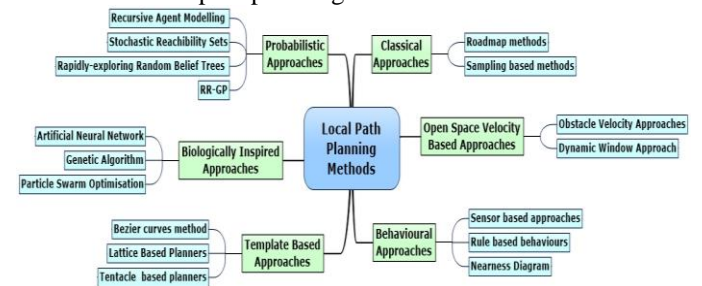 Recursive Agent Modelling
Stochastic Reachibility Sets
Rapidly-exploring Random Belief Trees
RR-GP
Probabilistic
Approaches
Classical
Approaches
Roadmap methods
Sampling based methods
Local Path
Planning
Methods
Open Space Velocity
Based Approaches
Obstacle Velocity Approaches
Dynamic Window Approach
Artificial Neural Network
Genetic Algorithm
Particle Swarm Optimisation
Biologically Inspired
Approaches
Bezier curves method
Lattice Based Planners
Tentacle based planners
Template Based
Approaches
Behavioural
Approaches
Sensor based approaches
Rule based behaviours
Nearness Diagram